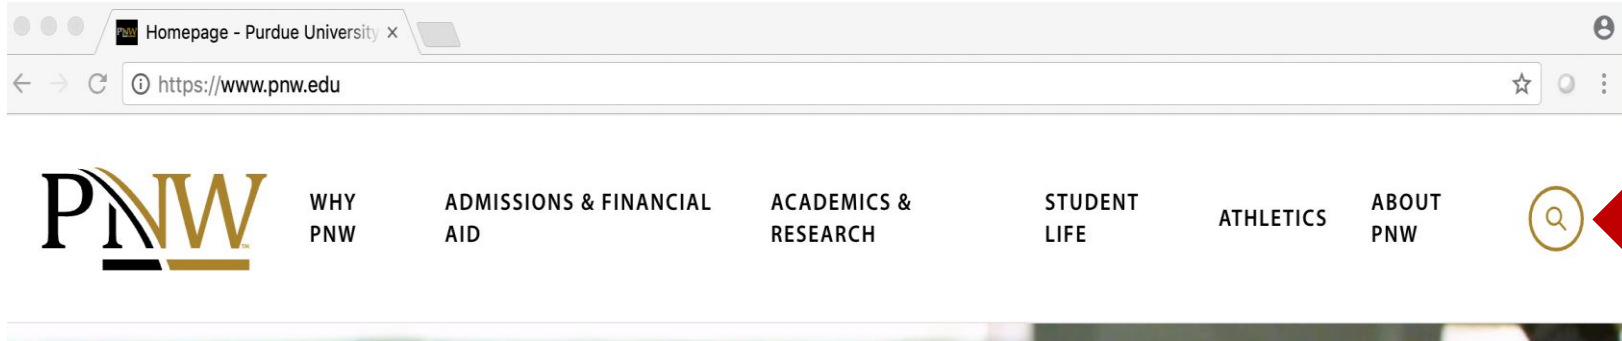 PNW Homepage - Purdue University
https://www.pnw.edu
PNW
WHY
PNW
ADMISSIONS & FINANCIAL
AID
ACADEMICS &
RESEARCH
STUDENT
LIFE
ATHLETICS
ABOUT
PNW